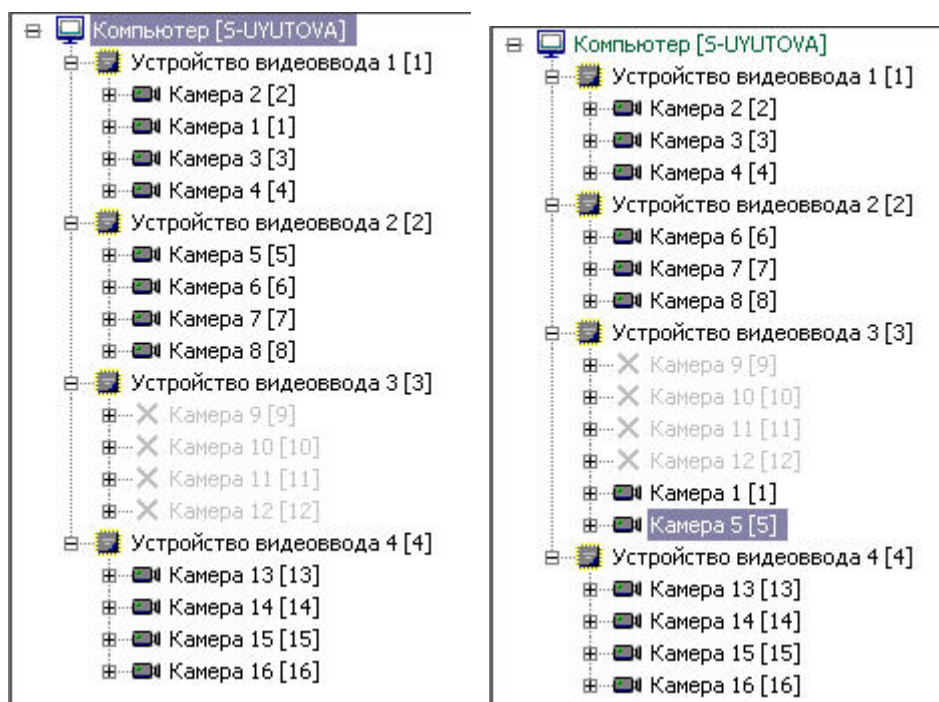 Компьютер [S-UYUTOVA]
Устройство видеоввода 1 [1]
Камера 2 [2]
Камера 1 [1]
Камера 3 [3]
Камера 4 [4]
Устройство видеоввода 2 [2]
Камера 5 [5]
Камера 6 [6]
Камера 7 [7]
Камера 8 [8]
Устройство видеоввода 3 [3]
Камера 9 [9]
Камера 10 [10]
Камера 11 [11]
Камера 12 [12]
Устройство видеоввода 4 [4]
Камера 13 [13]
Камера 14 [14]
Камера 15 [15]
Камера 16 [16]
Компьютер [S-UYUTOVA]
Устройство видеоввода 1 [1]
Камера 2 [2]
Камера 3 [3]
Камера 4 [4]
Устройство видеоввода 2 [2]
Камера 6 [6]
Камера 7 [7]
Камера 8 [8]
Устройство видеоввода 3 [3]
Камера 9 [9]
Камера 10 [10]
Камера 11 [11]
Камера 12 [12]
Камера 1 [1]
Камера 5 [5]
Устройство видеоввода 4 [4]
Камера 13 [13]
Камера 14 [14]
Камера 15 [15]
Камера 16 [16]